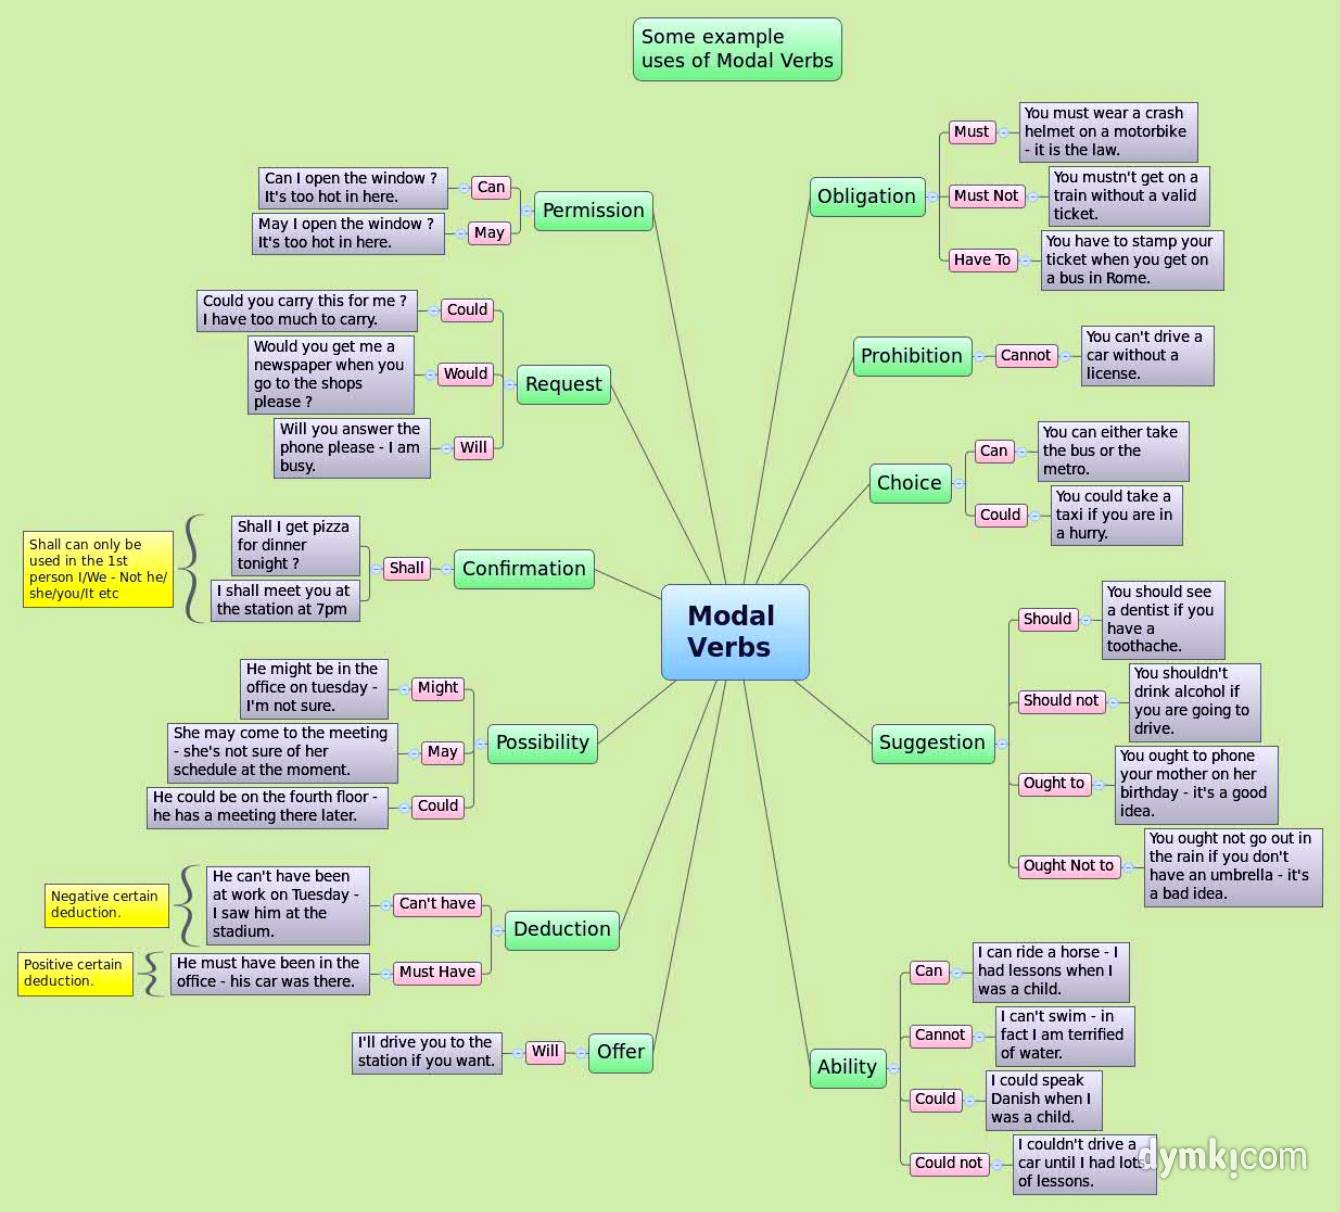 Some example
uses of Modal Verbs
Modal
Verbs
Permission
Can
Can I open the window ?
It's too hot in here.
May
May I open the window ?
It's too hot in here.
Request
Could
Could you carry this for me ?
I have too much to carry.
Would
Would you get me a
newspaper when you
go to the shops
please ?
Will
Will you answer the
phone please - I am
busy.
Confirmation
Shall
Shall I get pizza
for dinner
tonight ?
I shall meet you at
the station at 7pm
Shall can only be
used in the 1st
person I/We - Not he/
she/you/It etc
Possibility
Might
He might be in the
office on tuesday -
I'm not sure.
May
She may come to the meeting
- she's not sure of her
schedule at the moment.
Could
He could be on the fourth floor -
he has a meeting there later.
Deduction
Can't have
He can't have been
at work on Tuesday -
I saw him at the
stadium.
Negative certain
deduction.
Must Have
He must have been in the
office - his car was there.
Positive certain
deduction.
Offer
Will
I'll drive you to the
station if you want.
Obligation
Must
You must wear a crash
helmet on a motorbike
- it is the law.
Must Not
You mustn't get on a
train without a valid
ticket.
Have To
You have to stamp your
ticket when you get on
a bus in Rome.
Prohibition
Cannot
You can't drive a
car without a
license.
Choice
Can
You can either take
the bus or the
metro.
Could
You could take a
taxi if you are in
a hurry.
Suggestion
Should
You should see
a dentist if you
have a
toothache.
Should not
You shouldn't
drink alcohol if
you are going to
drive.
Ought to
You ought to phone
your mother on her
birthday - it's a good
idea.
Ought Not to
You ought not go out in
the rain if you don't
have an umbrella - it's
a bad idea.
Ability
Can
I can ride a horse - I
had lessons when I
was a child.
Cannot
I can't swim - in
fact I am terrified
of water.
Could
I could speak
Danish when I
was a child.
Could not
I couldn't drive a
car until I had lots
of lessons.
dymk¡com